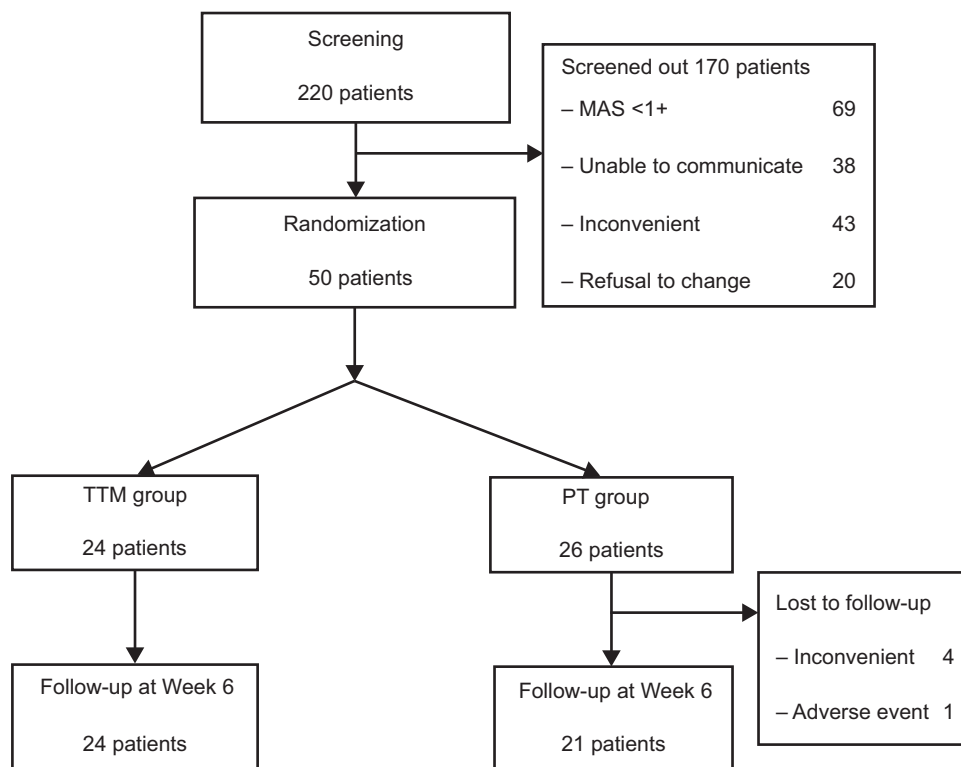 Screening
220 patients
Screened out 170 patients
– MAS <1+ 69
– Unable to communicate 38
– Inconvenient 43
– Refusal to change 20
Randomization
50 patients
TTM group
24 patients
PT group
26 patients
Lost to follow-up
– Inconvenient 4
– Adverse event 1
Follow-up at Week 6
24 patients
Follow-up at Week 6
21 patients